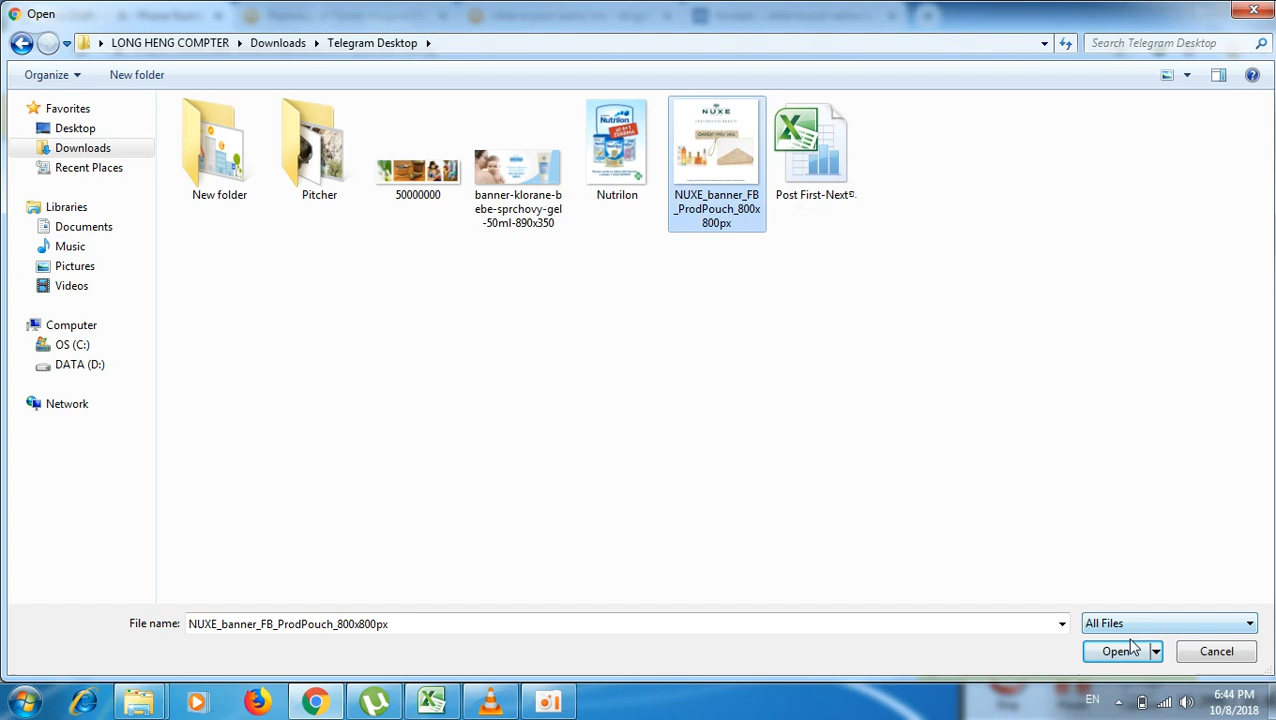 Open
LONG HENG COMPTER
Downloads
Telegram Desktop
Search Telegram Desktop
Organize
New folder
Favorites
Desktop
Downloads
Recent Places
Libraries
Documents
Music
Pictures
Videos
Computer
OS (C:)
DATA (D:)
Network
New folder
Pitcher
50000000
banner-klorane-b
ebe-sprchovy-gel
-50ml-890x350
Nutrilon
Nutrilon
NUXE
NUXE_banner_FB
_ProdPouch_800x
800px
Post First-Next
File name:
NUXE_banner_FB_ProdPouch_800x800px
All Files
Open
Cancel
EN
6:44 PM
10/8/2018